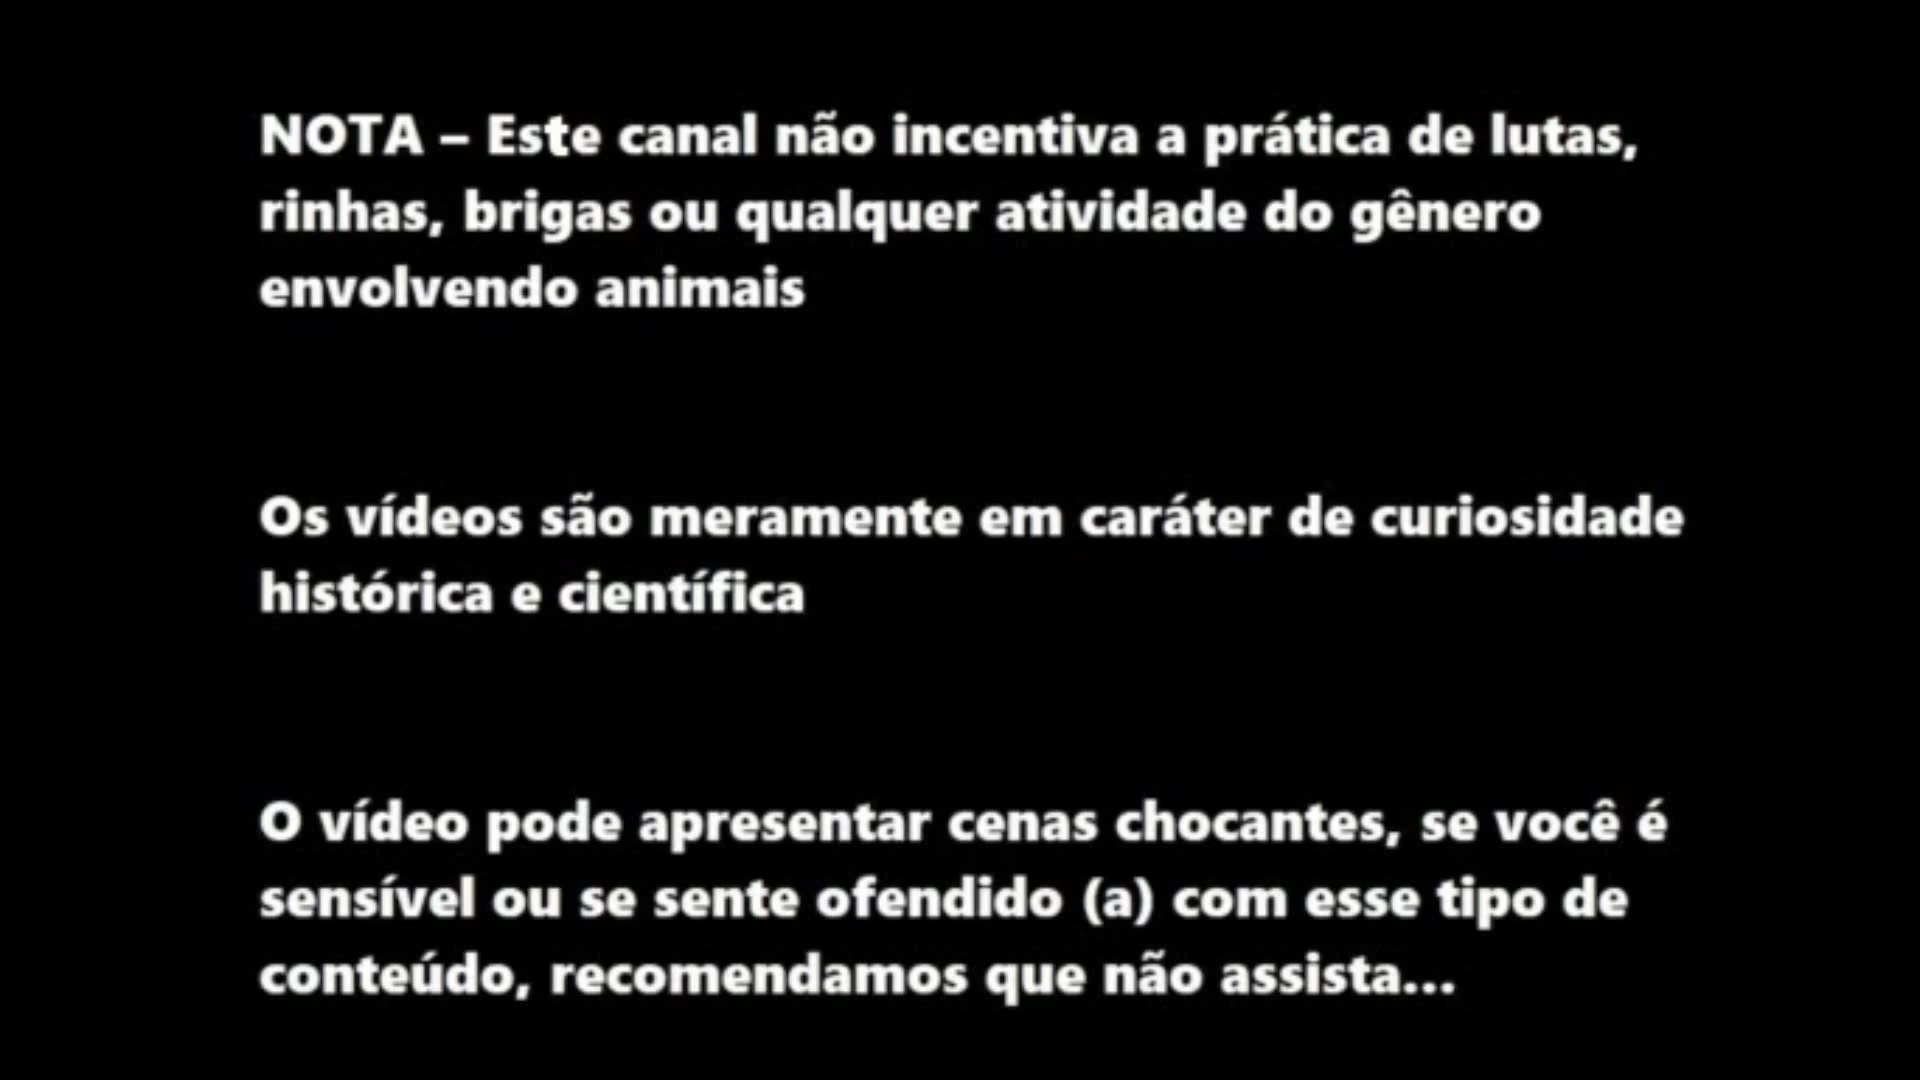 NOTA – Este canal não incentiva a prática de lutas,
rinhas, brigas ou qualquer atividade do gênero
envolvendo animais
Os vídeos são meramente em caráter de curiosidade
histórica e científica
O vídeo pode apresentar cenas chocantes, se você é
sensível ou se sente ofendido (a) com esse tipo de
conteúdo, recomendamos que não assista...